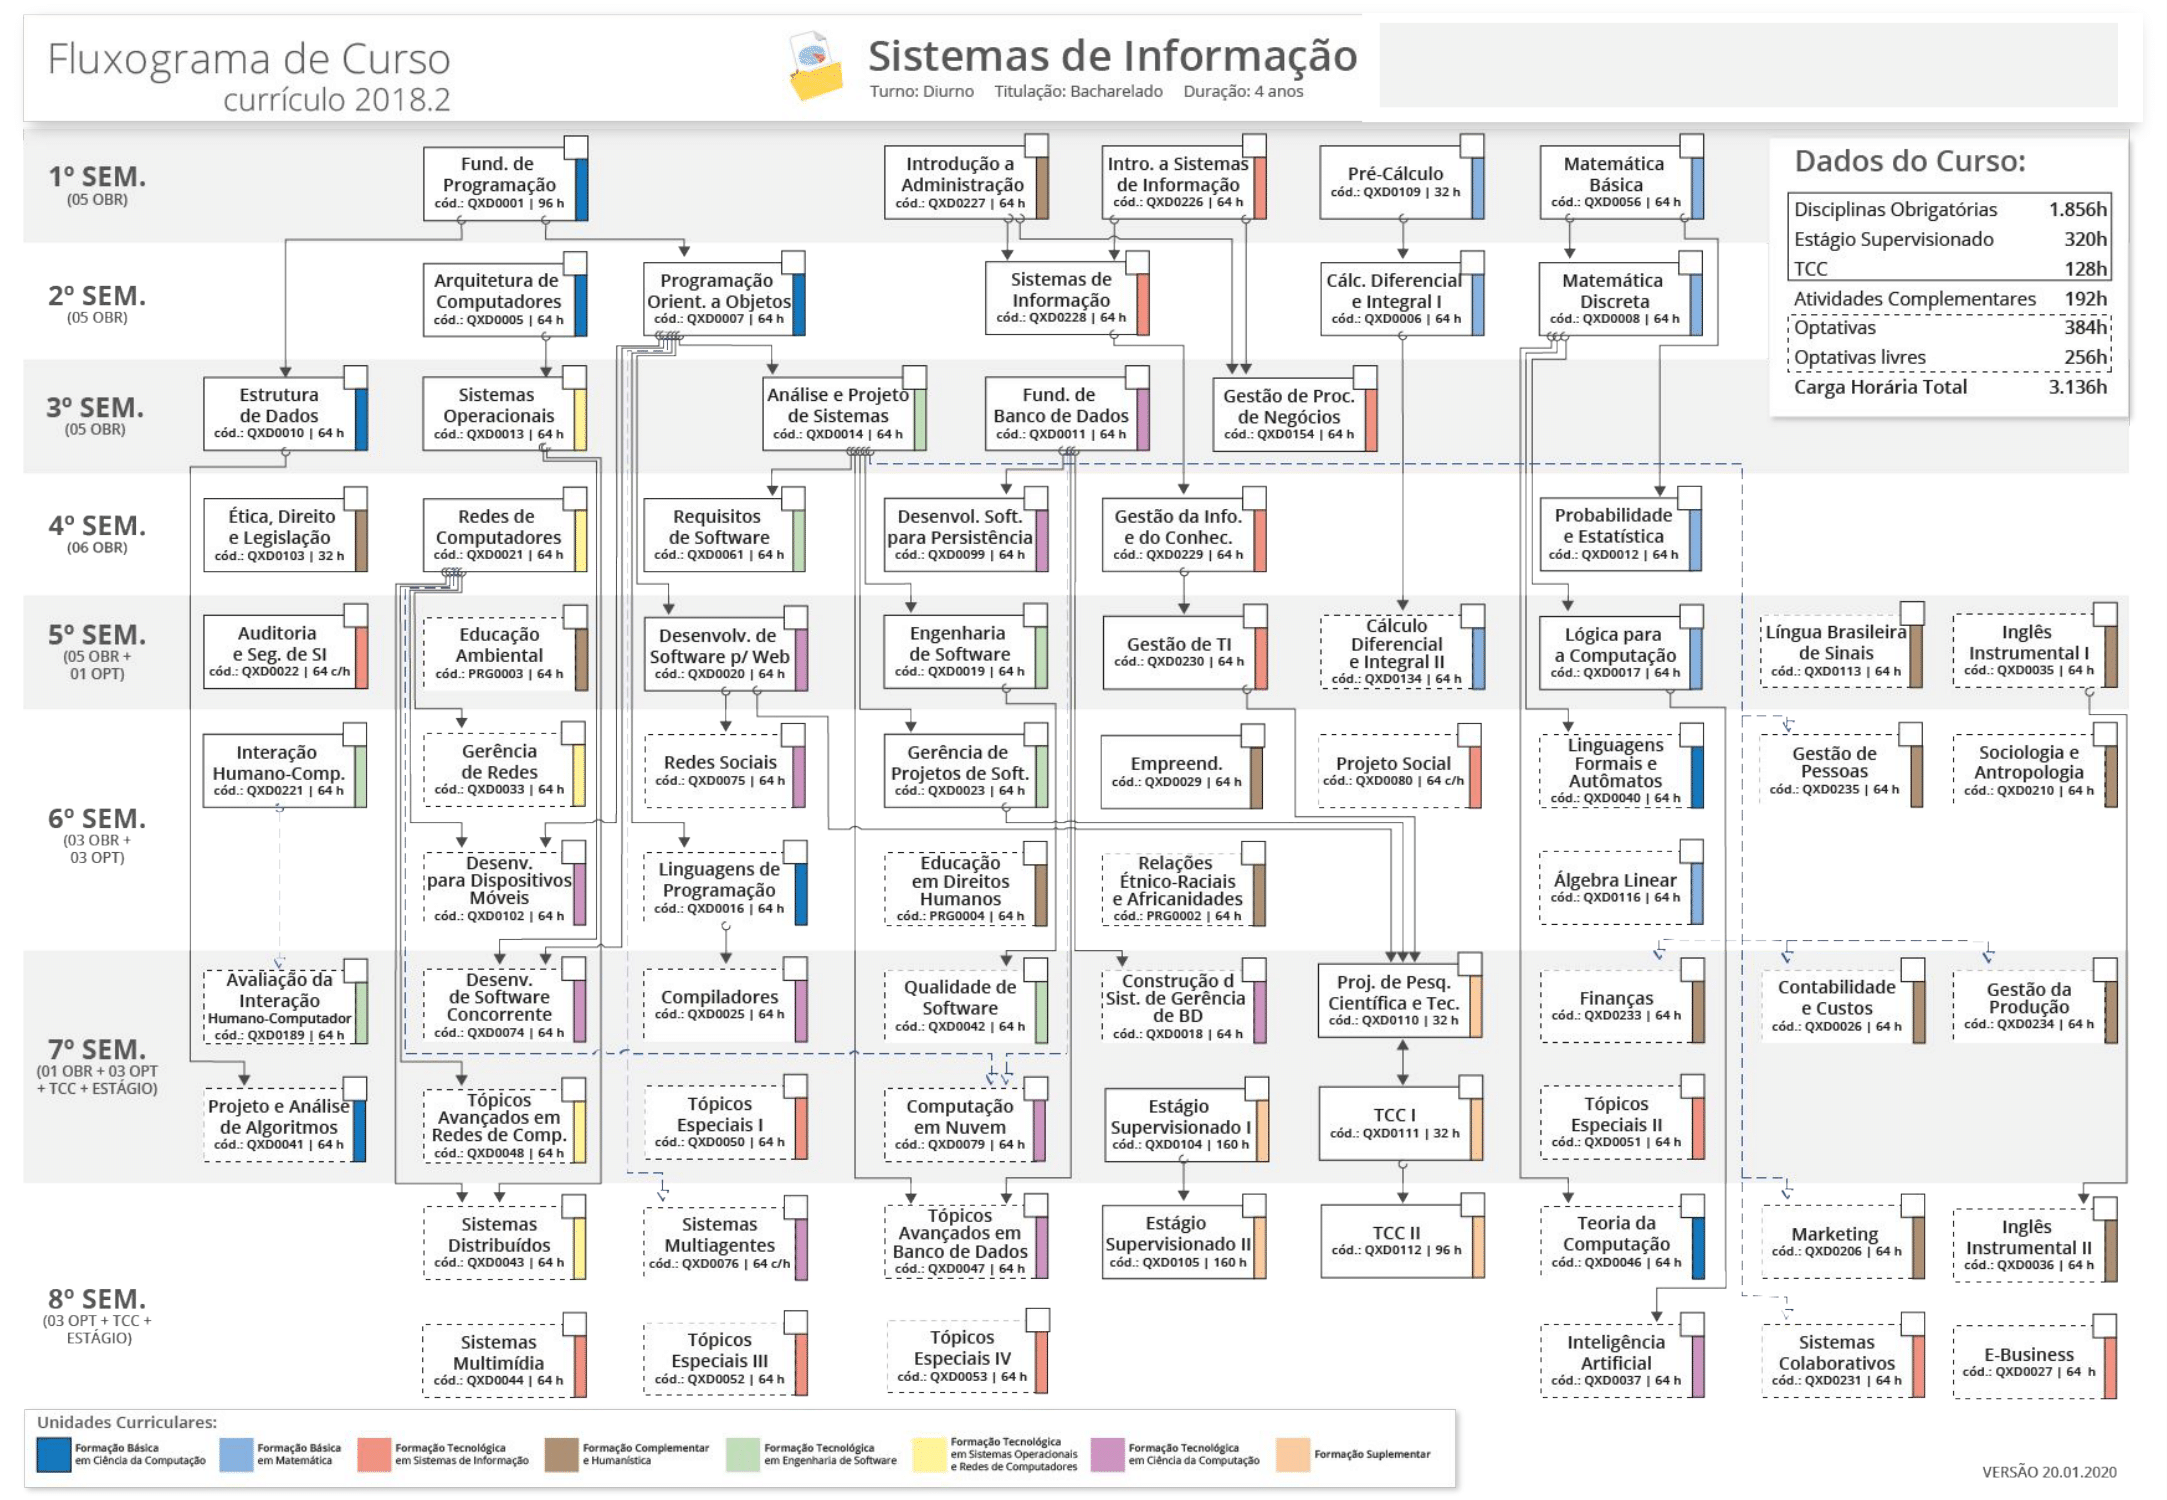 Fluxograma de Curso
currículo 2018.2
Sistemas de Informação
Turno: Diurno Titulação: Bacharelado Duração: 4 anos
1º SEM.
(05 OBR)
Fund. de
Programação
cód.: QXD0001 | 96 h
Introdução a
Administração
cód.: QXD0227 | 64 h
Intro. a Sistemas
de Informação
cód.: QXD0226 | 64 h
Pré-Cálculo
cód.: QXD0109 | 32 h
Matemática
Básica
cód.: QXD0056 | 64 h
Dados do Curso:
Disciplinas Obrigatórias 1.856h
Estágio Supervisionado 320h
TCC 128h
Atividades Complementares 192h
Optativas 384h
Optativas livres 256h
Carga Horária Total 3.136h
2º SEM.
(05 OBR)
Arquitetura de
Computadores
cód.: QXD0005 | 64 h
Programação
Orient. a Objetos
cód.: QXD0007 | 64 h
Sistemas de
Informação
cód.: QXD0228 | 64 h
Cálc. Diferencial
e Integral I
cód.: QXD0006 | 64 h
Matemática
Discreta
cód.: QXD0008 | 64 h
3º SEM.
(05 OBR)
Estrutura
de Dados
cód.: QXD0010 | 64 h
Sistemas
Operacionais
cód.: QXD0013 | 64 h
Análise e Projeto
de Sistemas
cód.: QXD0014 | 64 h
Fund. de
Banco de Dados
cód.: QXD0011 | 64 h
Gestão de Proc.
de Negócios
cód.: QXD0154 | 64 h
4º SEM.
(06 OBR)
Ética, Direito
e Legislação
cód.: QXD0103 | 32 h
Redes de
Computadores
cód.: QXD0021 | 64 h
Requisitos
de Software
cód.: QXD0061 | 64 h
Desenvol. Soft.
para Persistência
cód.: QXD0099 | 64 h
Gestão da Info.
e do Conhec.
cód.: QXD0229 | 64 h
Probabilidade
e Estatística
cód.: QXD0012 | 64 h
5º SEM.
(05 OBR +
01 OPT)
Auditoria
e Seg. de SI
cód.: QXD0022 | 64 c/h
Educação
Ambiental
cód.: PRG0003 | 64 h
Desenvolv. de
Software p/ Web
cód.: QXD0020 | 64 h
Engenharia
de Software
cód.: QXD0019 | 64 h
Gestão de TI
cód.: QXD0230 | 64 h
Cálculo
Diferencial
e Integral II
cód.: QXD0134 | 64 h
Lógica para
a Computação
cód.: QXD0017 | 64 h
Língua Brasileira
de Sinais
cód.: QXD0113 | 64 h
Inglês
Instrumental I
cód.: QXD0035 | 64 h
6º SEM.
(03 OBR +
03 OPT)
Interação
Humano-Comp.
cód.: QXD0221 | 64 h
Gerência
de Redes
cód.: QXD0033 | 64 h
Redes Sociais
cód.: QXD0075 | 64 h
Gerência de
Projetos de Soft.
cód.: QXD0023 | 64 h
Empreend.
cód.: QXD0029 | 64 h
Projeto Social
cód.: QXD0080 | 64 c/h
Linguagens
Formais e
Autômatos
cód.: QXD0040 | 64 h
Gestão de
Pessoas
cód.: QXD0235 | 64 h
Sociologia e
Antropologia
cód.: QXD0210 | 64 h
Desenv.
para Dispositivos
Móveis
cód.: QXD0102 | 64 h
Linguagens de
Programação
cód.: QXD0016 | 64 h
Educação
em Direitos
Humanos
cód.: PRG0004 | 64 h
Relações
Étnico-Raciais
e Africanidades
cód.: PRG0002 | 64 h
Álgebra Linear
cód.: QXD0116 | 64 h
7º SEM.
(01 OBR + 03 OPT
+ TCC + ESTÁGIO)
Avaliação da
Interação
Humano-Computador
cód.: QXD0189 | 64 h
Desenv.
de Software
Concorrente
cód.: QXD0074 | 64 h
Compiladores
cód.: QXD0025 | 64 h
Qualidade de
Software
cód.: QXD0042 | 64 h
Construção d
Sist. de Gerência
de BD
cód.: QXD0018 | 64 h
Proj. de Pesq.
Científica e Tec.
cód.: QXD0110 | 32 h
Finanças
cód.: QXD0233 | 64 h
Contabilidade
e Custos
cód.: QXD0026 | 64 h
Gestão da
Produção
cód.: QXD0234 | 64 h
Projeto e Análise
de Algoritmos
cód.: QXD0041 | 64 h
Tópicos
Avançados em
Redes de Comp.
cód.: QXD0048 | 64 h
Tópicos
Especiais I
cód.: QXD0050 | 64 h
Computação
em Nuvem
cód.: QXD0079 | 64 h
Estágio
Supervisionado I
cód.: QXD0104 | 160 h
TCC I
cód.: QXD0111 | 32 h
Tópicos
Especiais II
cód.: QXD0051 | 64 h
8º SEM.
(03 OPT + TCC +
ESTÁGIO)
Sistemas
Distribuídos
cód.: QXD0043 | 64 h
Sistemas
Multiagentes
cód.: QXD0076 | 64 c/h
Tópicos
Avançados em
Banco de Dados
cód.: QXD0047 | 64 h
Estágio
Supervisionado II
cód.: QXD0105 | 160 h
TCC II
cód.: QXD0112 | 96 h
Teoria da
Computação
cód.: QXD0046 | 64 h
Marketing
cód.: QXD0206 | 64 h
Inglês
Instrumental II
cód.: QXD0036 | 64 h
Sistemas
Multimídia
cód.: QXD0044 | 64 h
Tópicos
Especiais III
cód.: QXD0052 | 64 h
Tópicos
Especiais IV
cód.: QXD0053 | 64 h
Inteligência
Artificial
cód.: QXD0037 | 64 h
Sistemas
Colaborativos
cód.: QXD0231 | 64 h
E-Business
cód.: QXD0027 | 64 h
Unidades Curriculares:
Formação Básica
em Ciência da Computação
Formação Básica
em Matemática
Formação Tecnológica
em Sistemas de Informação
Formação Complementar
e Humanística
Formação Tecnológica
em Engenharia de Software
Formação Tecnológica
em Sistemas Operacionais
e Redes de Computadores
Formação Tecnológica
em Ciência da Computação
Formação Suplementar
VERSÃO 20.01.2020